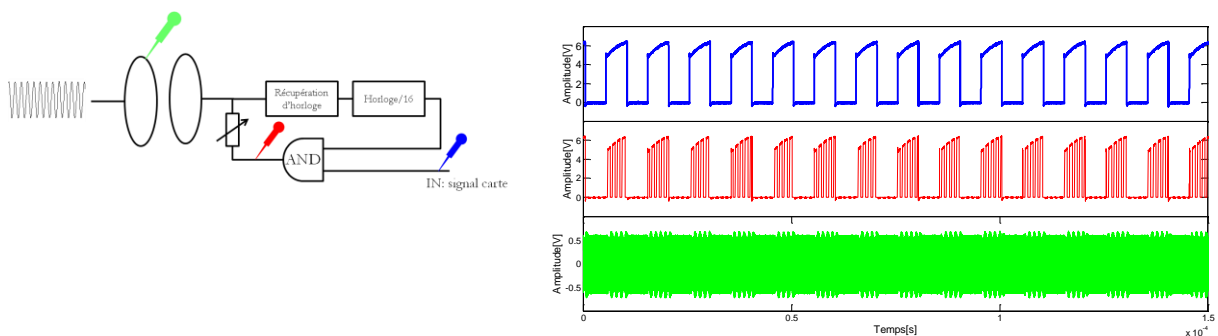 Récupération
d'horloge
Horloge/16
AND
IN: signal carte
6
4
2
0
Amplitude[V]
6
4
2
0
Amplitude[V]
0.5
0
-0.5
Amplitude[V]
0
0.5
1
1.5
Temps[s]
x 10^-4